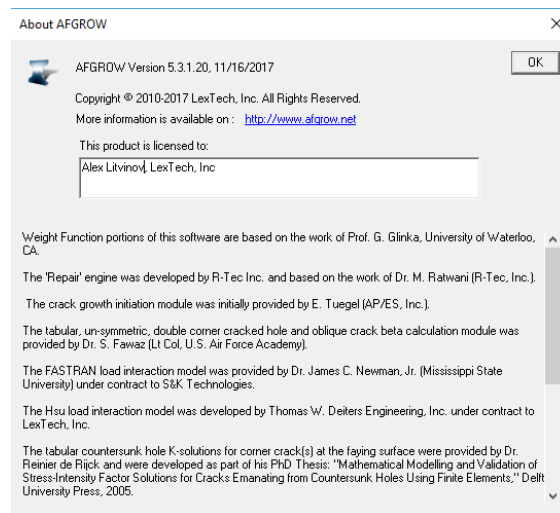 About AFGROW
OK
AFGROW Version 5.3.1.20, 11/16/2017
Copyright © 2010-2017 LexTech, Inc. All Rights Reserved.
More information is available on : http://www.afgrow.net
This product is licensed to:
Alex Litvinov, LexTech, Inc
Weight Function portions of this software are based on the work of Prof. G. Glinka, University of Waterloo,
CA.
The 'Repair' engine was developed by R-Tec Inc. and based on the work of Dr. M. Ratwani (R-Tec, Inc.).
The crack growth initiation module was initially provided by E. Tuegel (AP/ES, Inc.).
The tabular, un-symmetric, double corner cracked hole and oblique crack beta calculation module was
provided by Dr. S. Fawaz (Lt Col, U.S. Air Force Academy).
The FASTRAN load interaction model was provided by Dr. James C. Newman, Jr. (Mississippi State
University) under contract to S&K Technologies.
The Hsu load interaction model was developed by Thomas W. Deiters Engineering, Inc. under contract to
LexTech, Inc.
The tabular countersunk hole K-solutions for corner crack(s) at the faying surface were provided by Dr.
Reinier de Rijck and were developed as part of his PhD Thesis: "Mathematical Modelling and Validation of
Stress-Intensity Factor Solutions for Cracks Emanating from Countersunk Holes Using Finite Elements," Delft
University Press, 2005.